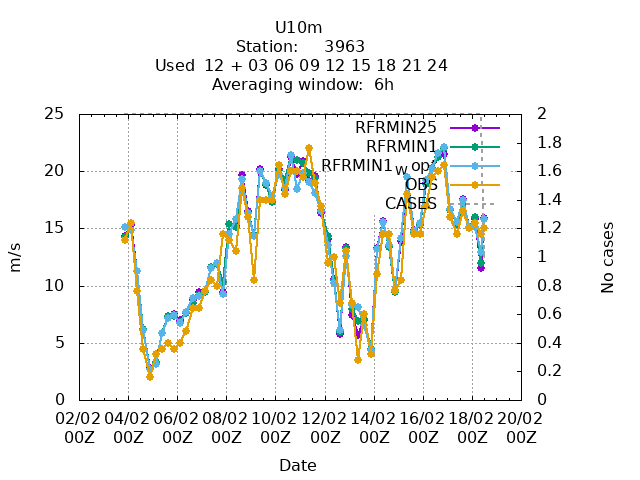 U10m
Station: 3963
Used 12 + 03 06 09 12 15 18 21 24
Averaging window: 6h
25
20
15
10
5
0
m/s
2
1.8
1.6
1.4
1.2
1
0.8
0.6
0.4
0.2
0
No cases
RFRMIN25
RFRMIN1
RFRMIN1wopt
OBS
CASES
02/02 04/02 06/02 08/02 10/02 12/02 14/02 16/02 18/02 20/02
00Z 00Z 00Z 00Z 00Z 00Z 00Z 00Z 00Z 00Z
Date